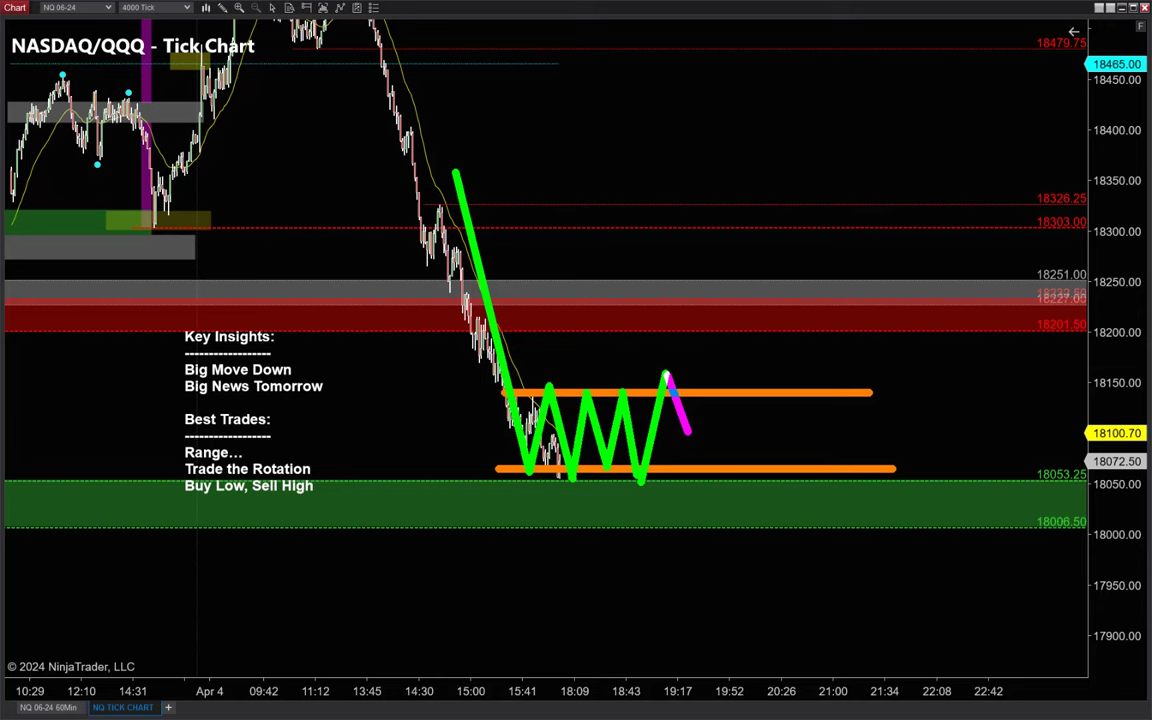 Chart
NQ 06-24
4000 Tick
F
NASDAQ/QQQ - Tick Chart
18479.75
18465.00
18450.00
18400.00
18350.00
18326.25
18303.00
18300.00
18251.00
18250.00
18227.00
18201.50
18200.00
Key Insights:
-------------------
Big Move Down
Big News Tomorrow
18150.00
Best Trades:
-------------------
18100.70
Range...
18072.50
Trade the Rotation
18053.25
Buy Low, Sell High
18050.00
18006.50
18000.00
17950.00
17900.00
© 2024 NinjaTrader, LLC
10:29 12:10 14:31 Apr 4 09:42 11:12 13:45 14:30 15:00 15:41 18:09 18:43 19:17 19:52 20:26 21:00 21:34 22:08 22:42
NQ 06-24 60Min NQ TICK CHART +